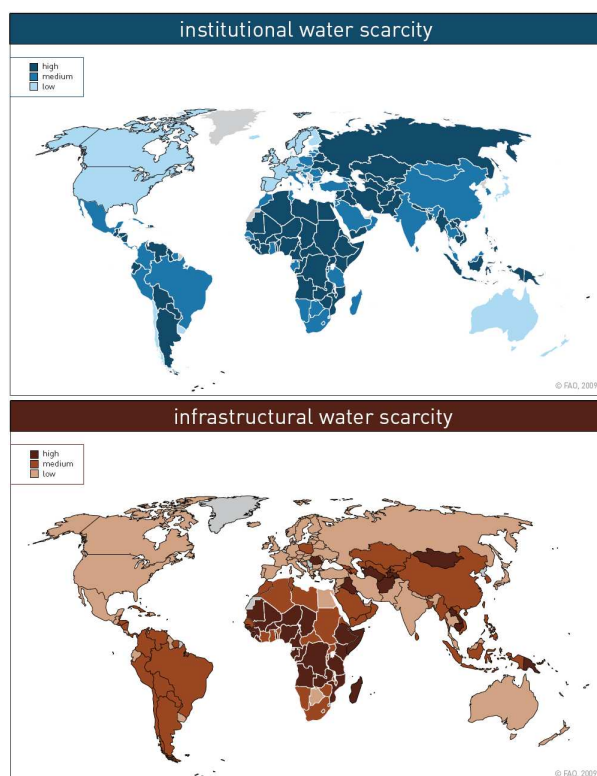 institutional water scarcity
high
medium
low
© FAO, 2009
infrastructural water scarcity
high
medium
low
© FAO, 2009